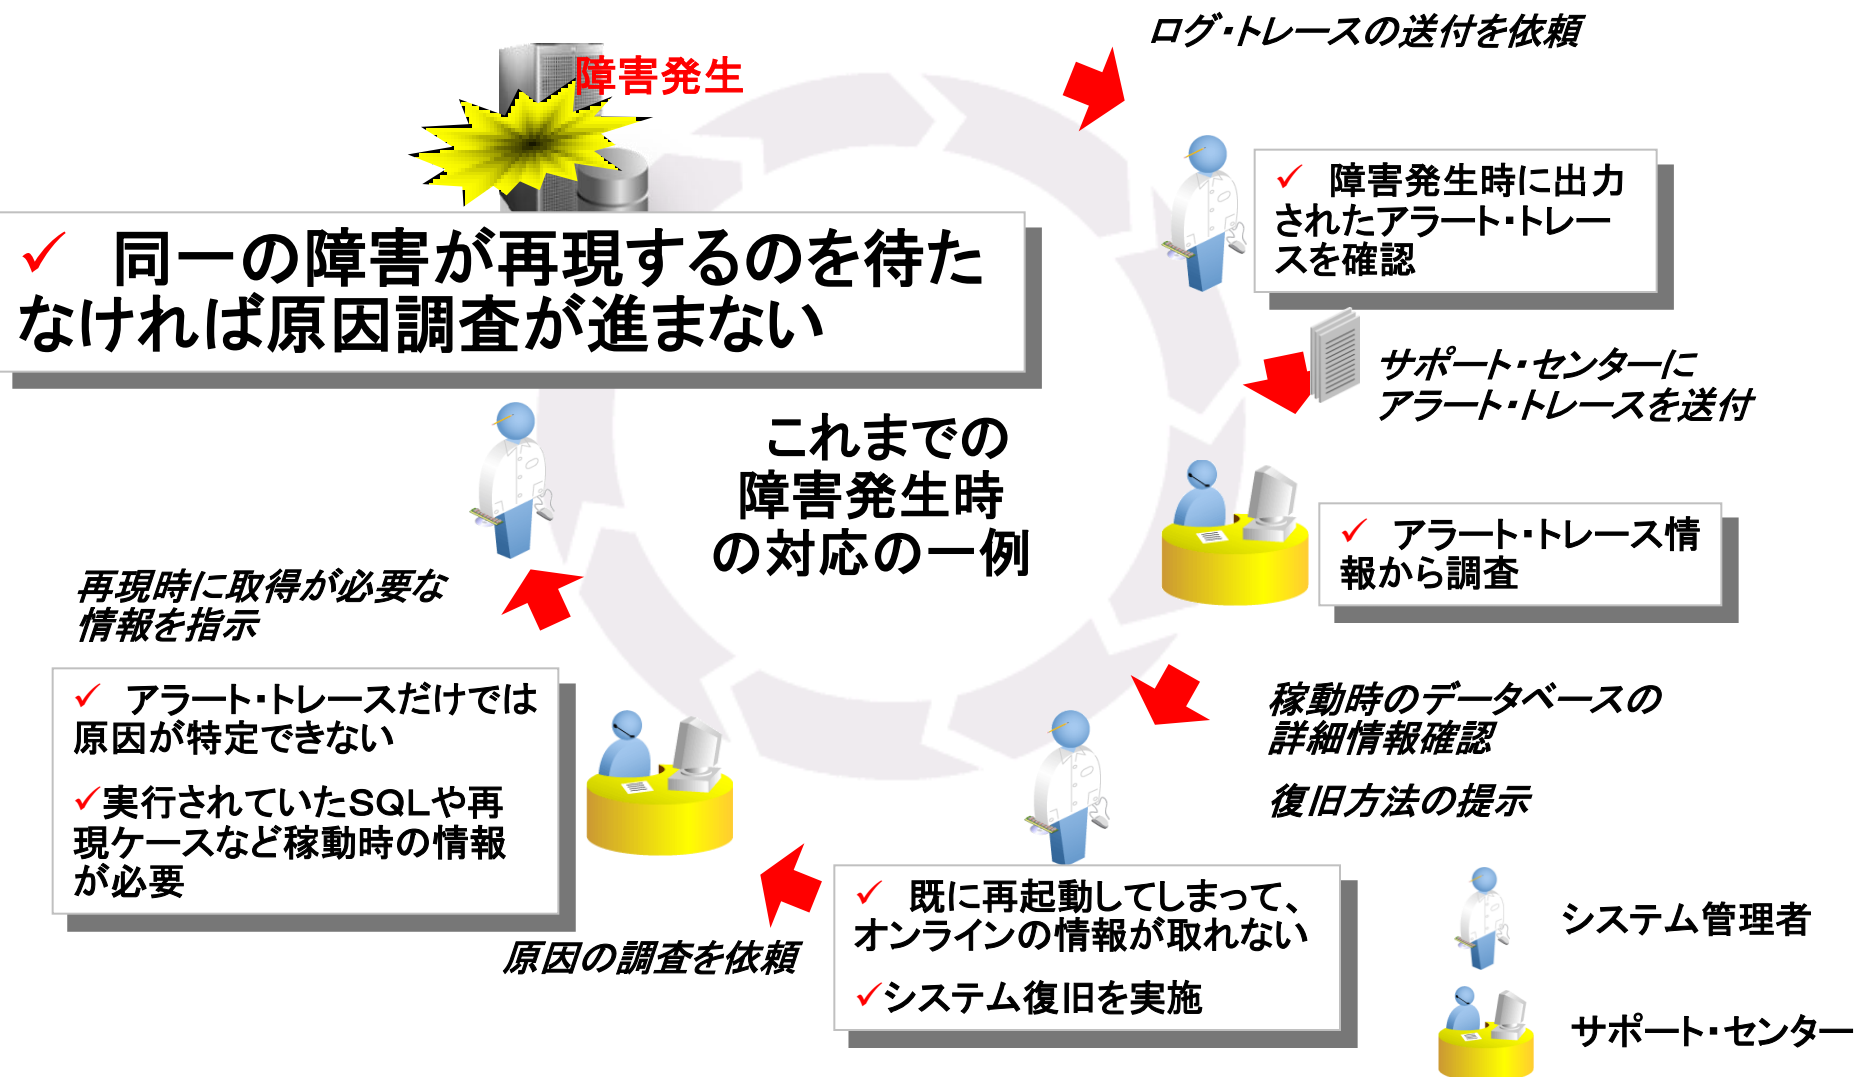 ログ・トレースの送付を依頼
障害発生
✓ 障害発生時に出力
されたアラート・トレー
スを確認
✓ 同一の障害が再現するのを待た
なければ原因調査が進まない
サポート・センターに
アラート・トレースを送付
これまでの
障害発生時
の対応の一例
✓ アラート・トレース情
報から調査
再現時に取得が必要な
情報を指示
稼動時のデータベースの
詳細情報確認
復旧方法の提示
✓ アラート・トレースだけでは
原因が特定できない
✓実行されていたSQLや再
現ケースなど稼動時の情報
が必要
✓ 既に再起動してしまって、
オンラインの情報が取れない
✓システム復旧を実施
原因の調査を依頼
システム管理者
サポート・センター